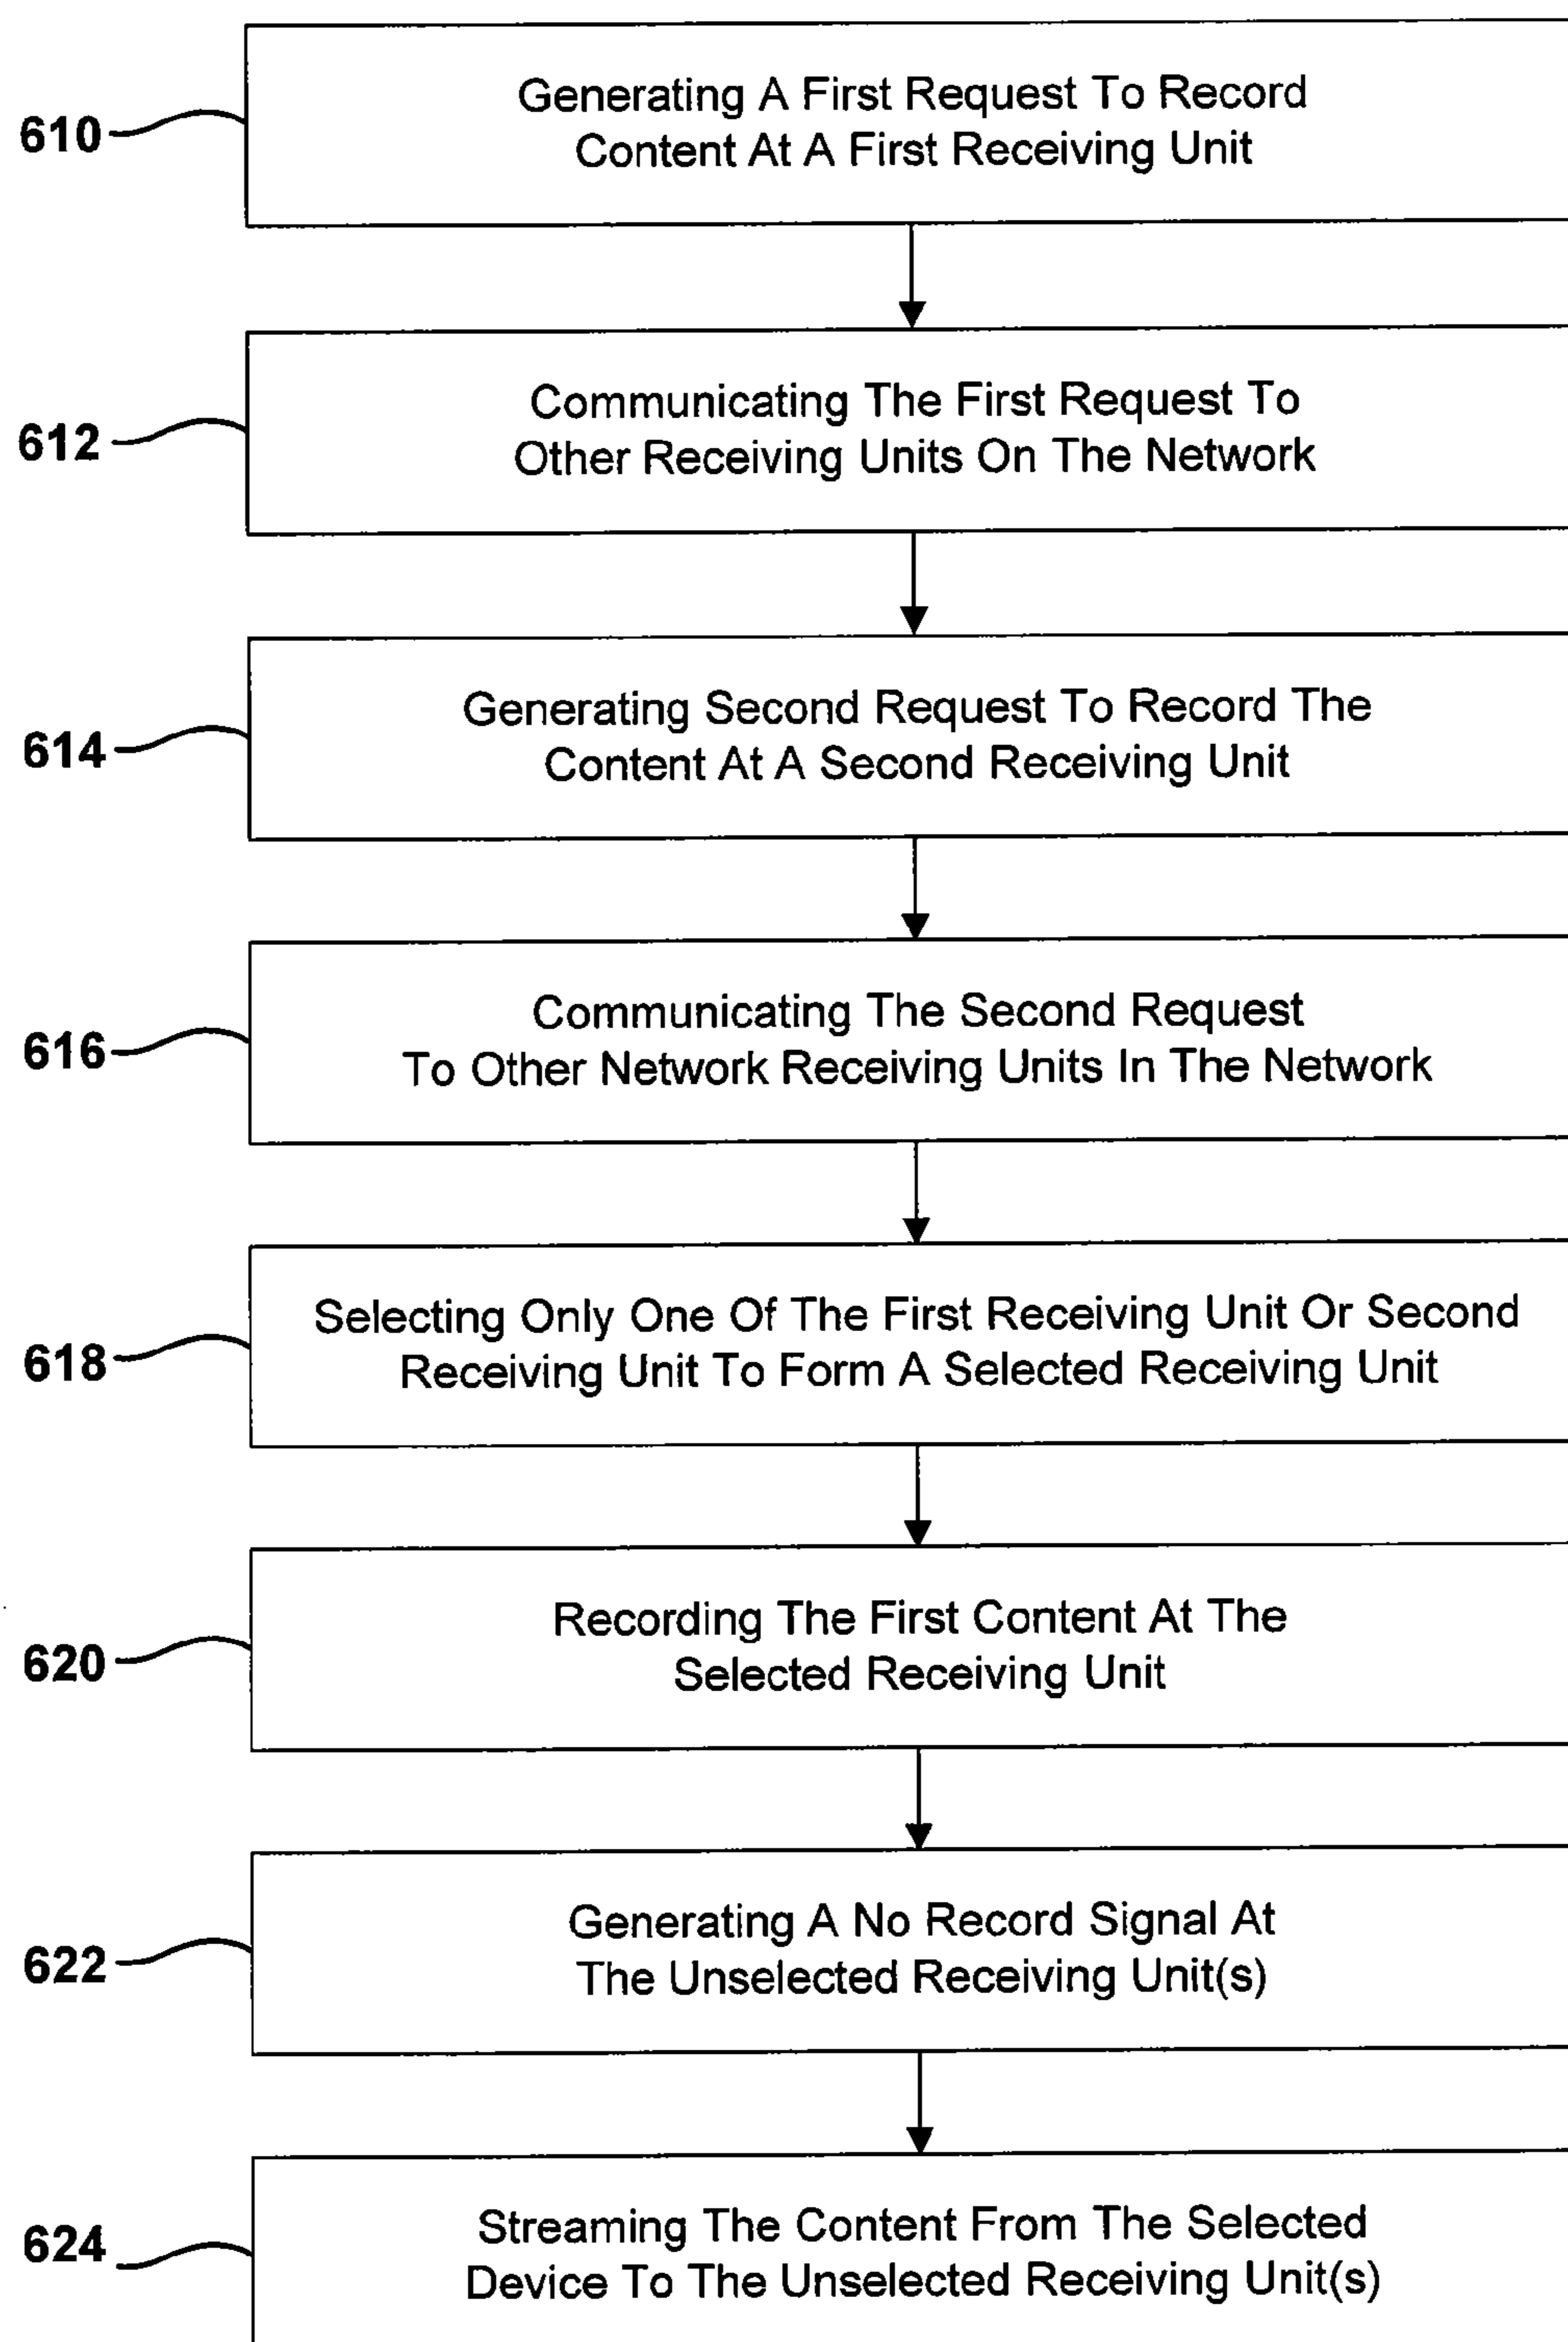 610
Generating A First Request To Record
Content At A First Receiving Unit
612
Communicating The First Request To
Other Receiving Units On The Network
614
Generating Second Request To Record The
Content At A Second Receiving Unit
616
Communicating The Second Request
To Other Network Receiving Units In The Network
618
Selecting Only One Of The First Receiving Unit Or Second
Receiving Unit To Form A Selected Receiving Unit
620
Recording The First Content At The
Selected Receiving Unit
622
Generating A No Record Signal At
The Unselected Receiving Unit(s)
624
Streaming The Content From The Selected
Device To The Unselected Receiving Unit(s)